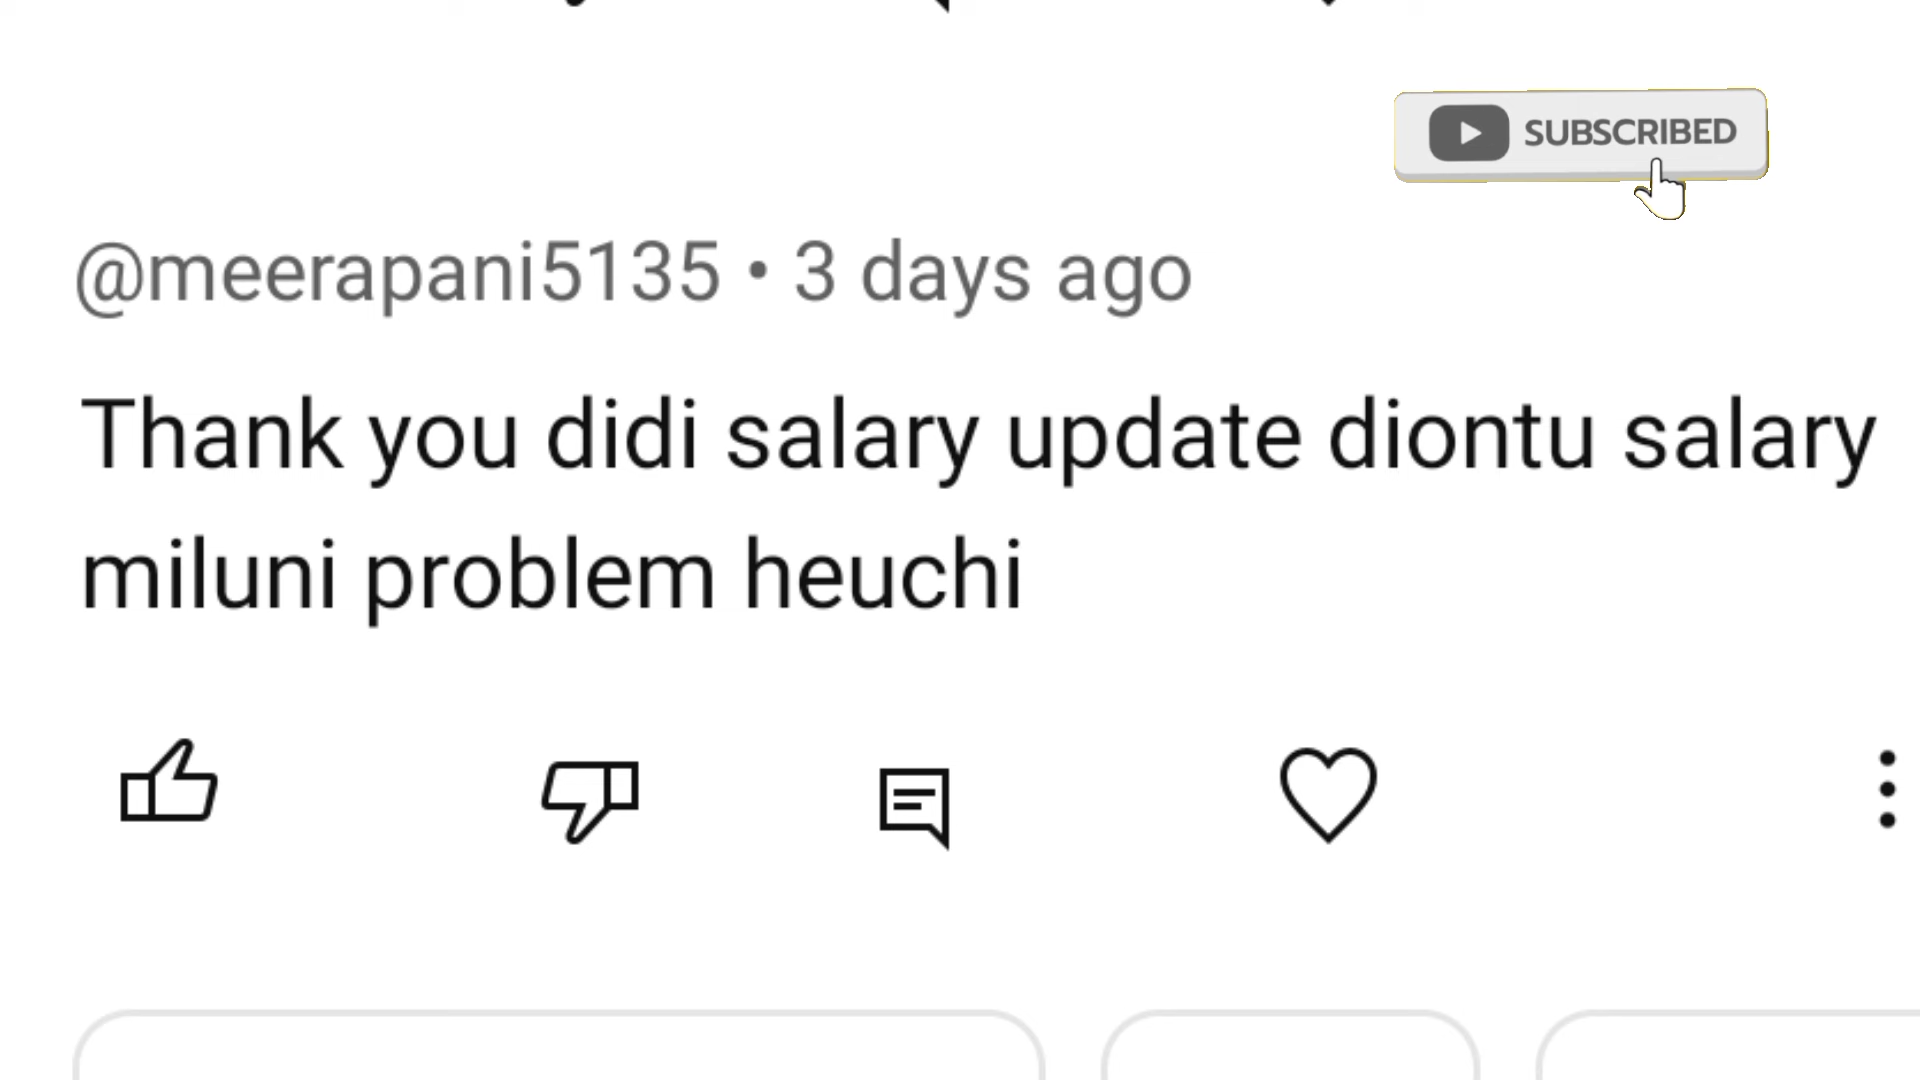 SUBSCRIBED
@meerapani5135 • 3 days ago
Thank you didi salary update diontu salary
miluni problem heuchi